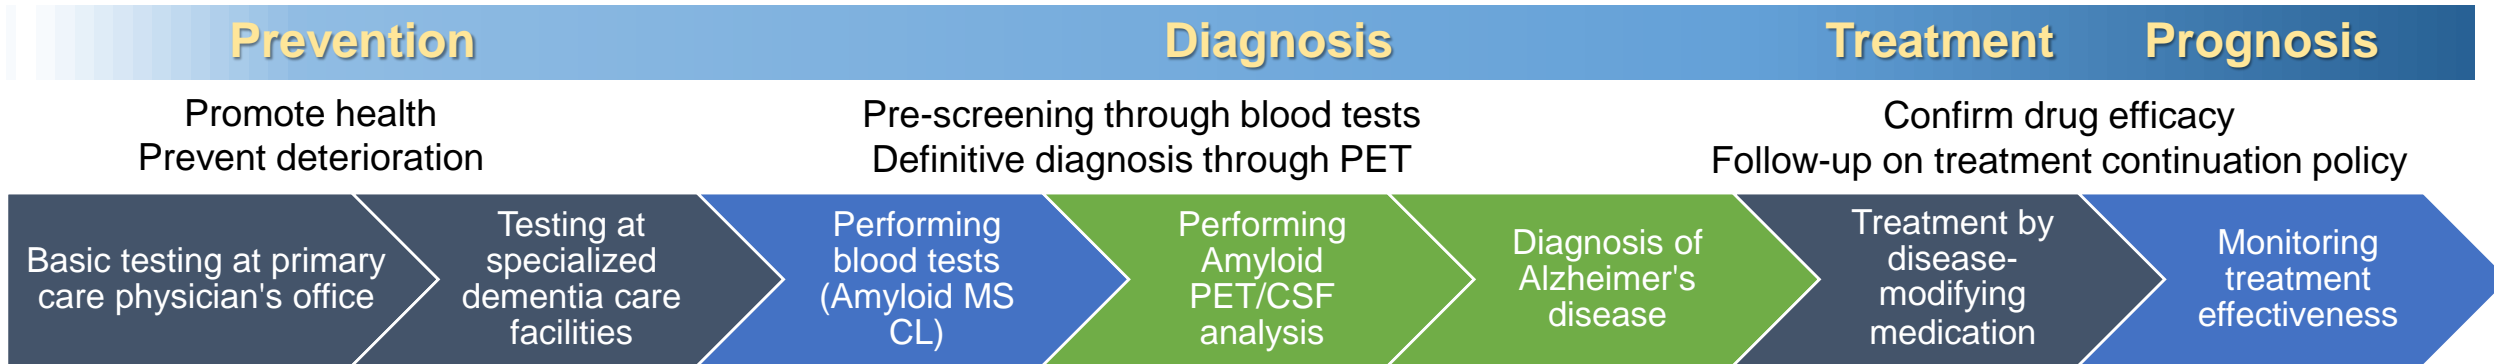 Prevention
Diagnosis
Treatment
Prognosis
Promote health
Prevent deterioration
Pre-screening through blood tests
Definitive diagnosis through PET
Confirm drug efficacy
Follow-up on treatment continuation policy
Basic testing at primary
care physician's office
Testing at
specialized
dementia care
facilities
Performing
blood tests
(Amyloid MS
CL)
Performing
Amyloid
PET/CSF
analysis
Diagnosis of
Alzheimer's
disease
Treatment by
disease-
modifying
medication
Monitoring
treatment
effectiveness